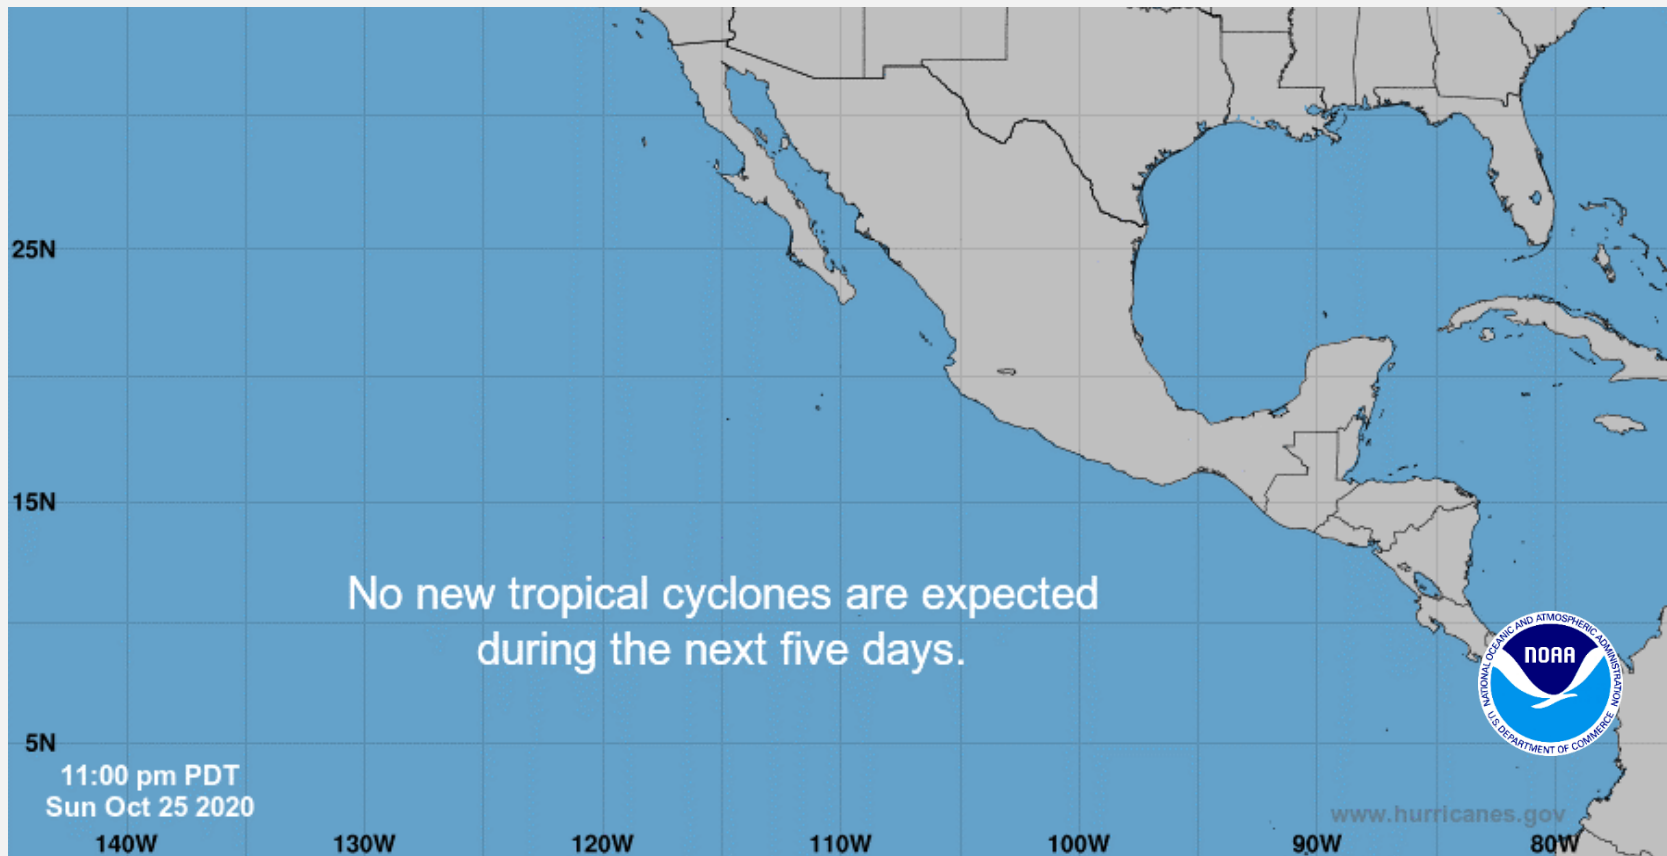 25N
15N
No new tropical cyclones are expected
during the next five days.
NOAA
NATIONAL OCEANIC AND ATMOSPHERIC ADMINISTRATION
U.S. DEPARTMENT OF COMMERCE
5N
11:00 pm PDT
Sun Oct 25 2020
www.hurricanes.gov
140W 130W 120W 110W 100W 90W 80W